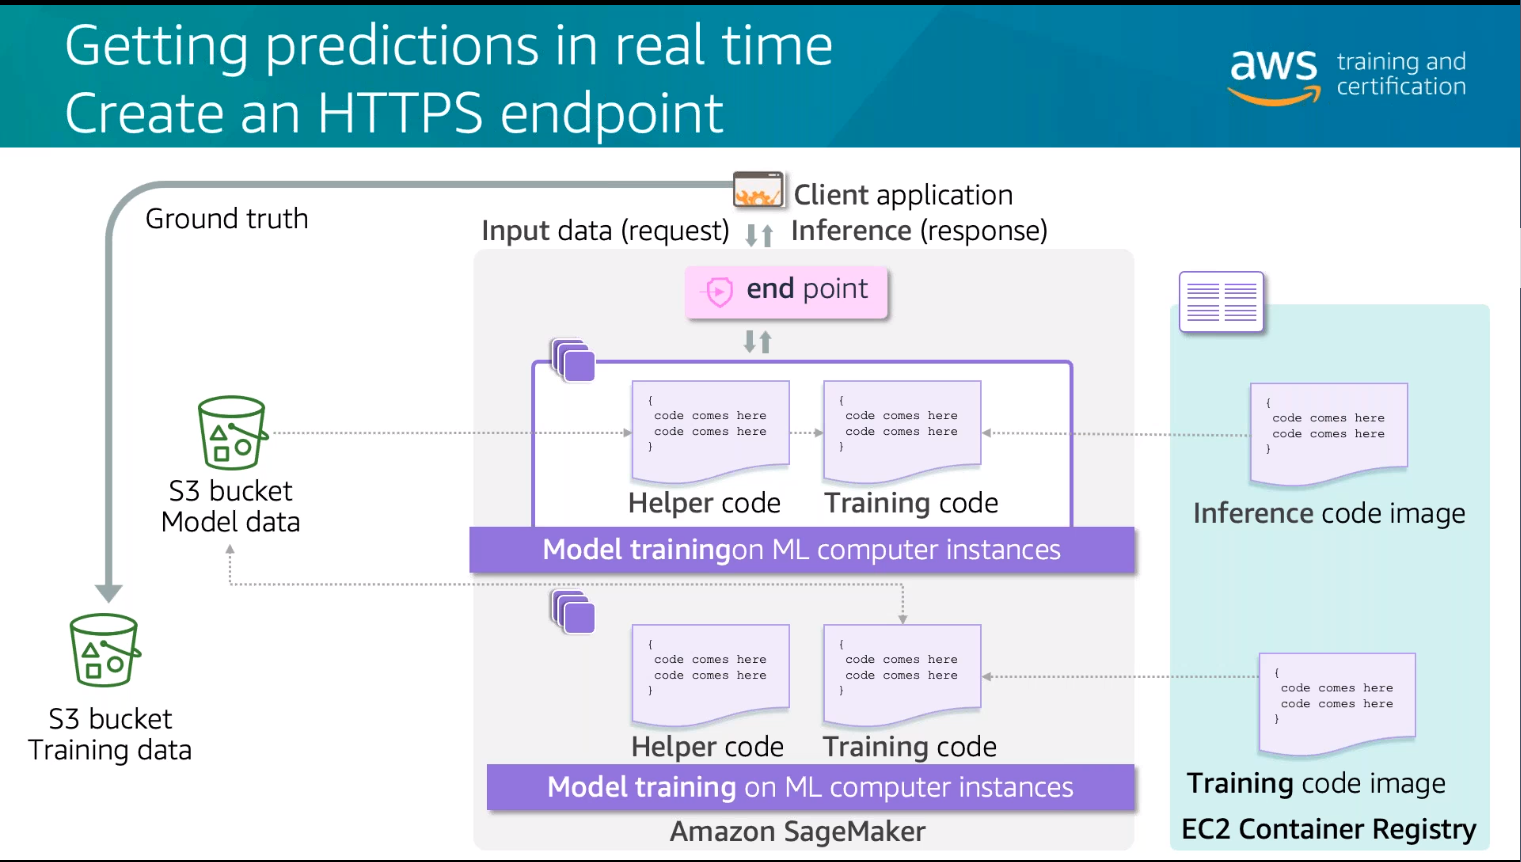 Getting predictions in real time
Create an HTTPS endpoint
aws training and
certification
Client application
Ground truth
Input data (request)
Inference (response)
end point
{
code comes here
code comes here
}
{
code comes here
code comes here
}
{
code comes here
code comes here
}
Helper code
Training code
S3 bucket
Model data
Inference code image
Model trainingon ML computer instances
{
code comes here
code comes here
}
{
code comes here
code comes here
}
{
code comes here
code comes here
}
S3 bucket
Training data
Helper code
Training code
Training code image
Model training on ML computer instances
Amazon SageMaker
EC2 Container Registry